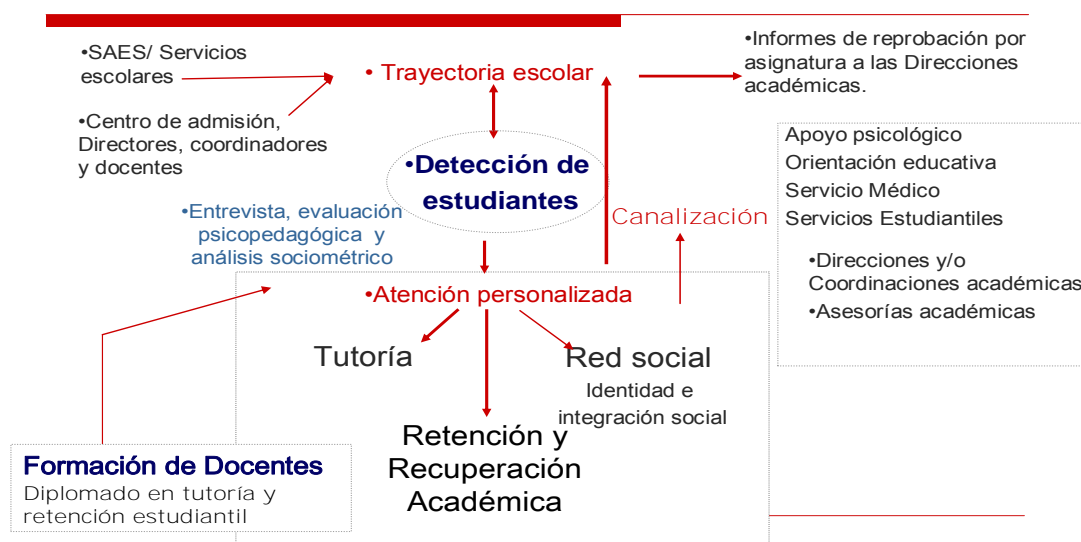 •SAES/ Servicios
escolares
•Centro de admisión,
Directores, coordinadores
y docentes
• Trayectoria escolar
•Informes de reprobación por
asignatura a las Direcciones
académicas.
•Detección de
estudiantes
•Entrevista, evaluación
psicopedagógica y
análisis sociométrico
Canalización
Apoyo psicológico
Orientación educativa
Servicio Médico
Servicios Estudiantiles
•Direcciones y/o
Coordinaciones académicas
•Asesorías académicas
•Atención personalizada
Tutoría
Red social
Identidad e
integración social
Retención y
Recuperación
Académica
Formación de Docentes
Diplomado en tutoría y
retención estudiantil